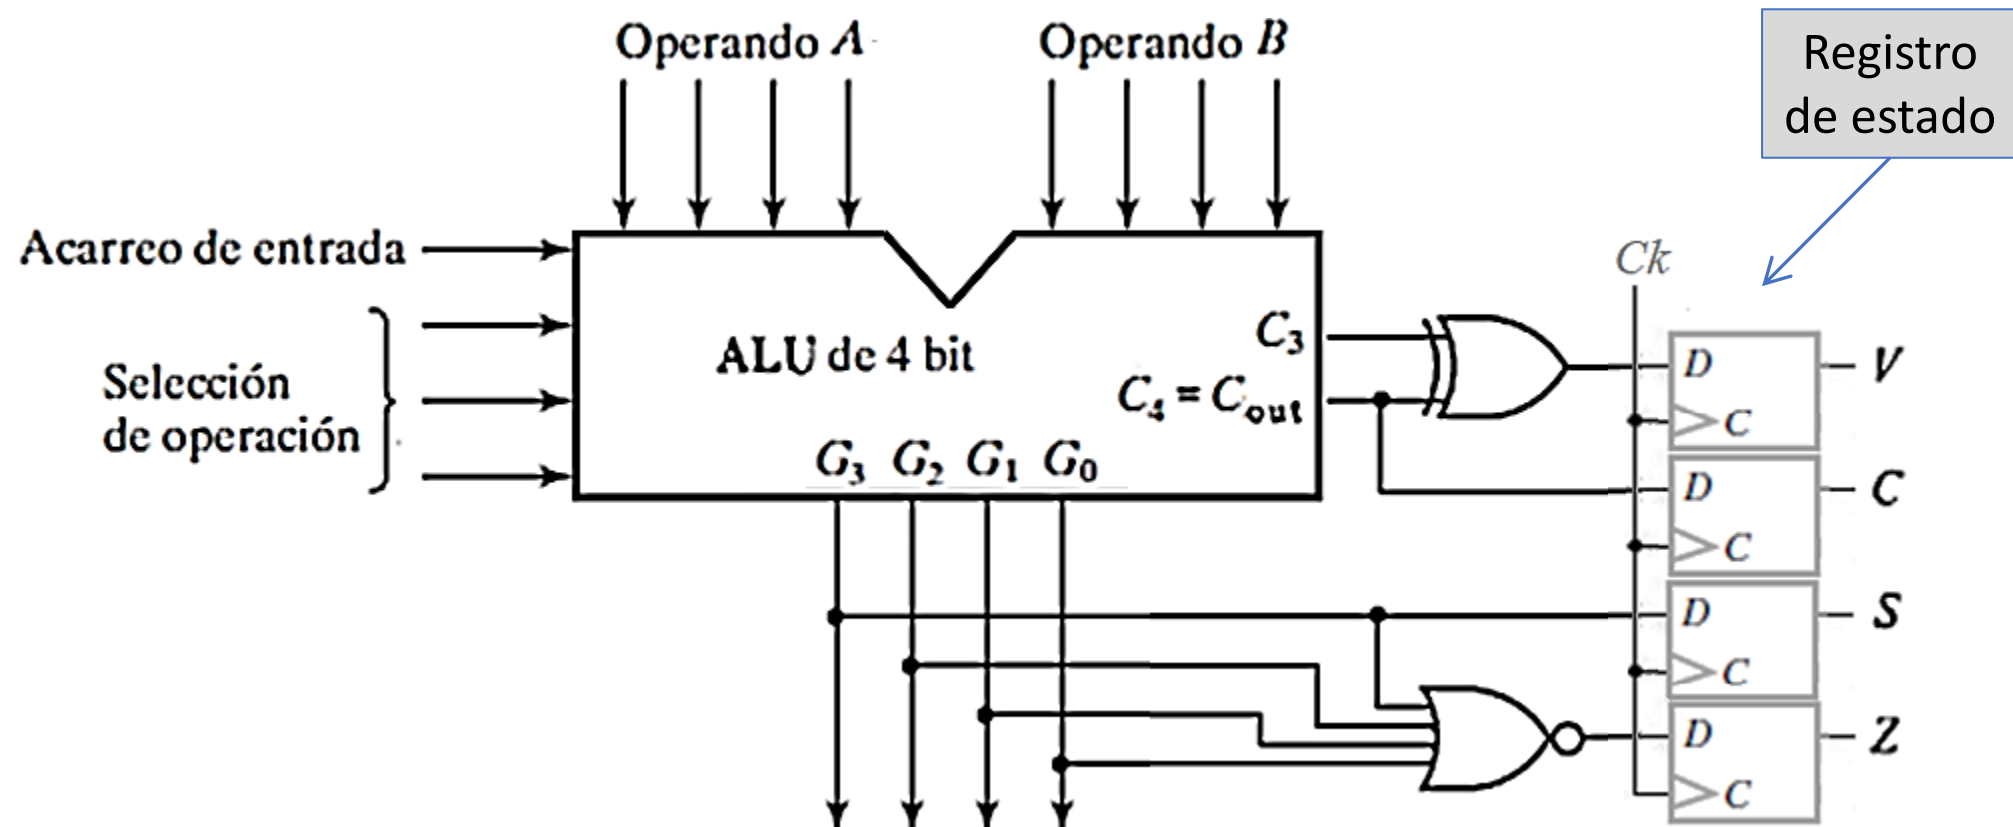 Operando A
Operando B
Registro
de estado
Acarreo de entrada
Ck
Selección
de operación
ALU de 4 bit
C₃
C₄ = Cout
G₃ G₂ G₁ G₀
D
C
V
D
C
C
D
C
S
D
C
Z